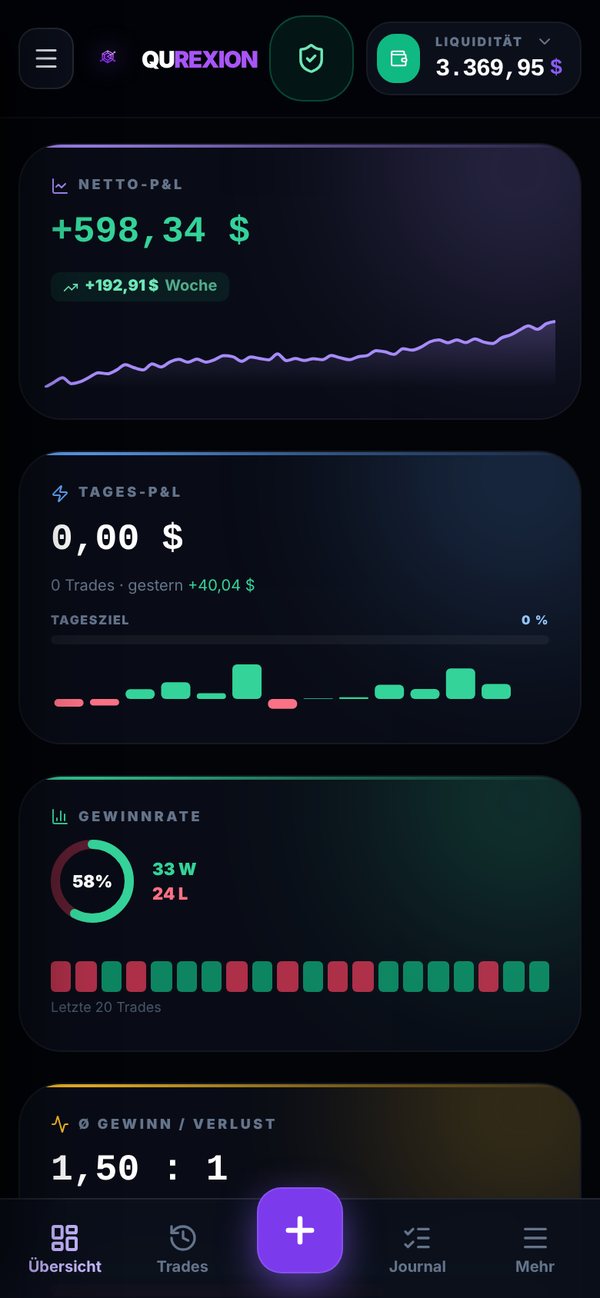 QUREXION
LIQUIDITÄT
3.369,95 $
NETTO-P&L
+598,34 $
+192,91 $ Woche
TAGES-P&L
0,00 $
0 Trades · gestern +40,04 $
TAGESZIEL 0 %
GEWINNRATE
58%
33 W
24 L
Letzte 20 Trades
Ø GEWINN / VERLUST
1,50 : 1
Übersicht Trades Journal Mehr